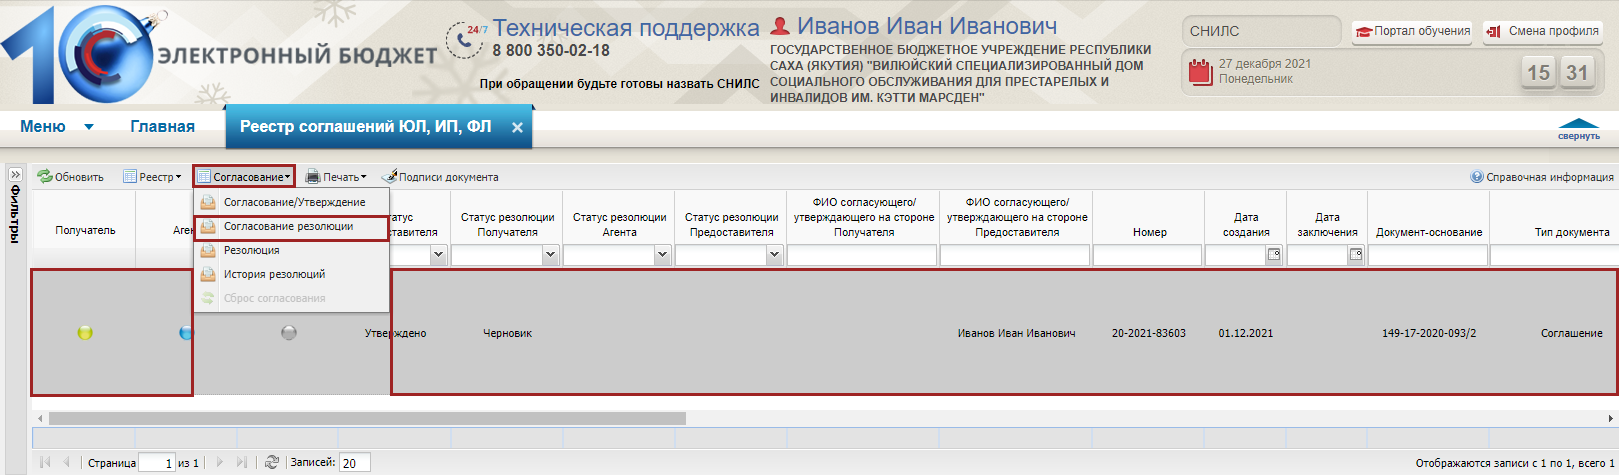 10
ЭЛЕКТРОННЫЙ БЮДЖЕТ
24/7
Техническая поддержка
8 800 350-02-18
При обращении будьте готовы назвать СНИЛС
Иванов Иван Иванович
ГОСУДАРСТВЕННОЕ БЮДЖЕТНОЕ УЧРЕЖДЕНИЕ РЕСПУБЛИКИ
САХА (ЯКУТИЯ) "ВИЛЮЙСКИЙ СПЕЦИАЛИЗИРОВАННЫЙ ДОМ
СОЦИАЛЬНОГО ОБСЛУЖИВАНИЯ ДЛЯ ПРЕСТАРЕЛЫХ И
ИНВАЛИДОВ ИМ. КЭТТИ МАРСДЕН"
СНИЛС
Портал обучения
Смена профиля
27 декабря 2021
Понедельник
15 31
Меню
Главная
Реестр соглашений ЮЛ, ИП, ФЛ
свернуть
Фильтры
Обновить
Реестр
Согласование
Печать
Подписи документа
Справочная информация
Согласование/Утверждение
Согласование резолюции
Резолюция
История резолюций
Сброс согласования
Получатель
Аген
татус
ставителя
Статус резолюции
Получателя
Статус резолюции
Агента
Статус резолюции
Предоставителя
ФИО согласующего/
утверждающего на стороне
Получателя
ФИО согласующего/
утверждающего на стороне
Предоставителя
Номер
Дата
создания
Дата
заключения
Документ-основание
Тип документа
Утверждено
Черновик
Иванов Иван Иванович
20-2021-83603
01.12.2021
149-17-2020-093/2
Соглашение
Страница 1 из 1
Записей: 20
Отображаются записи с 1 по 1, всего 1